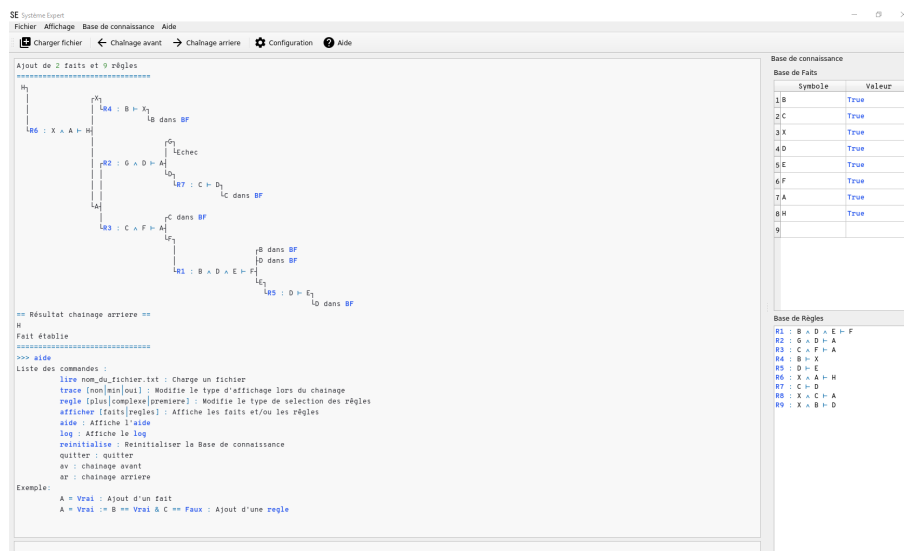 SE Système Expert
Fichier Affichage Base de connaissance Aide
Charger fichier Chaînage avant Chaînage arriere Configuration Aide
Ajout de 2 faits et 9 rêgles
===============================
H
X
R4 : B ⊢ X
B dans BF
R6 : X ∧ A ⊢ H
G
Echec
R2 : G ∧ D ⊢ A
D
R7 : C ⊢ D
C dans BF
A
C dans BF
R3 : C ∧ F ⊢ A
F
B dans BF
D dans BF
R1 : B ∧ D ∧ E ⊢ F
E
R5 : D ⊢ E
D dans BF
== Résultat chainage arriere ==
H
Fait établie
===============================
>>> aide
Liste des commandes :
lire nom_du_fichier.txt : Charge un fichier
trace [non|min|oui] : Modifie le type d'affichage lors du chainage
regle [plus|complexe|premiere] : Modifie le type de selection des rêgles
afficher [faits|regles] : Affiche les faits et/ou les rêgles
aide : Affiche l'aide
log : Affiche le log
reinitialise : Reinitialiser la Base de connaissance
quitter : quitter
av : chainage avant
ar : chainage arriere
Exemple:
A = Vrai : Ajout d'un fait
A = Vrai := B == Vrai & C == Faux : Ajout d'une regle
Base de connaissance
Base de Faits
Symbole Valeur
1 B True
2 C True
3 X True
4 D True
5 E True
6 F True
7 A True
8 H True
9
Base de Règles
R1 : B ∧ D ∧ E ⊢ F
R2 : G ∧ D ⊢ A
R3 : C ∧ F ⊢ A
R4 : B ⊢ X
R5 : D ⊢ E
R6 : X ∧ A ⊢ H
R7 : C ⊢ D
R8 : X ∧ C ⊢ A
R9 : X ∧ B ⊢ D